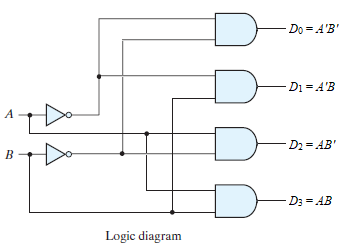 D0 = A'B'
D1 = A'B
A
D2 = AB'
B
D3 = AB
Logic diagram